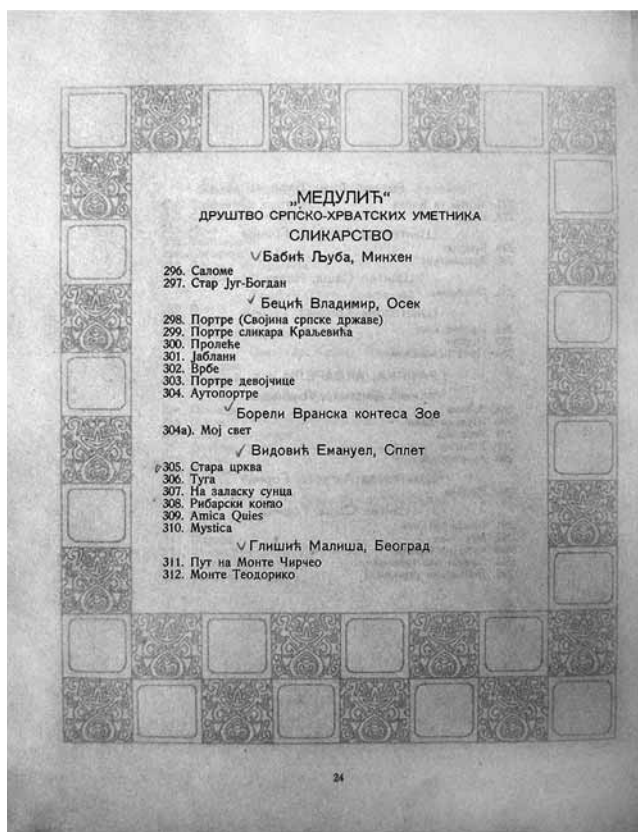 „МЕДУЛИЋ“
ДРУШТВО СРПСКО-ХРВАТСКИХ УМЕТНИКА
СЛИКАРСТВО
Бабић Љуба, Минхен
296. Саломе
297. Стар Југ-Богдан
Бецић Владимир, Осек
298. Портре (Својина српске државе)
299. Портре сликара Краљевића
300. Пролеће
301. Јаблани
302. Врбе
303. Портре девојчице
304. Аутопортре
Борели Вранска контеса Зое
304а). Мој свет
Видовић Емануел, Сплет
305. Стара црква
306. Туга
307. На заласку сунца
308. Рибарски
309. Amica Quies
310. Mystica
Глишић Малиша, Београд
311. Пут на Монте Чирчео
312. Монте Теодорико
24